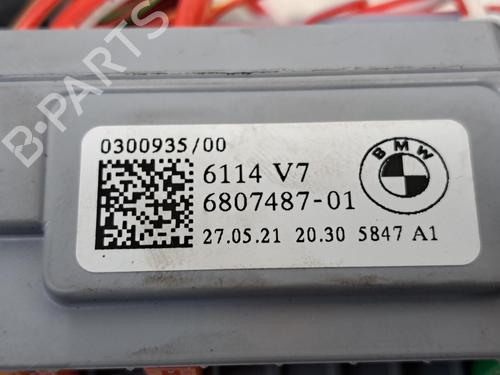 0300935/00
6114 V7
6807487-01
27.05.21 20.30 5847 A1
BMW
B-PARTS